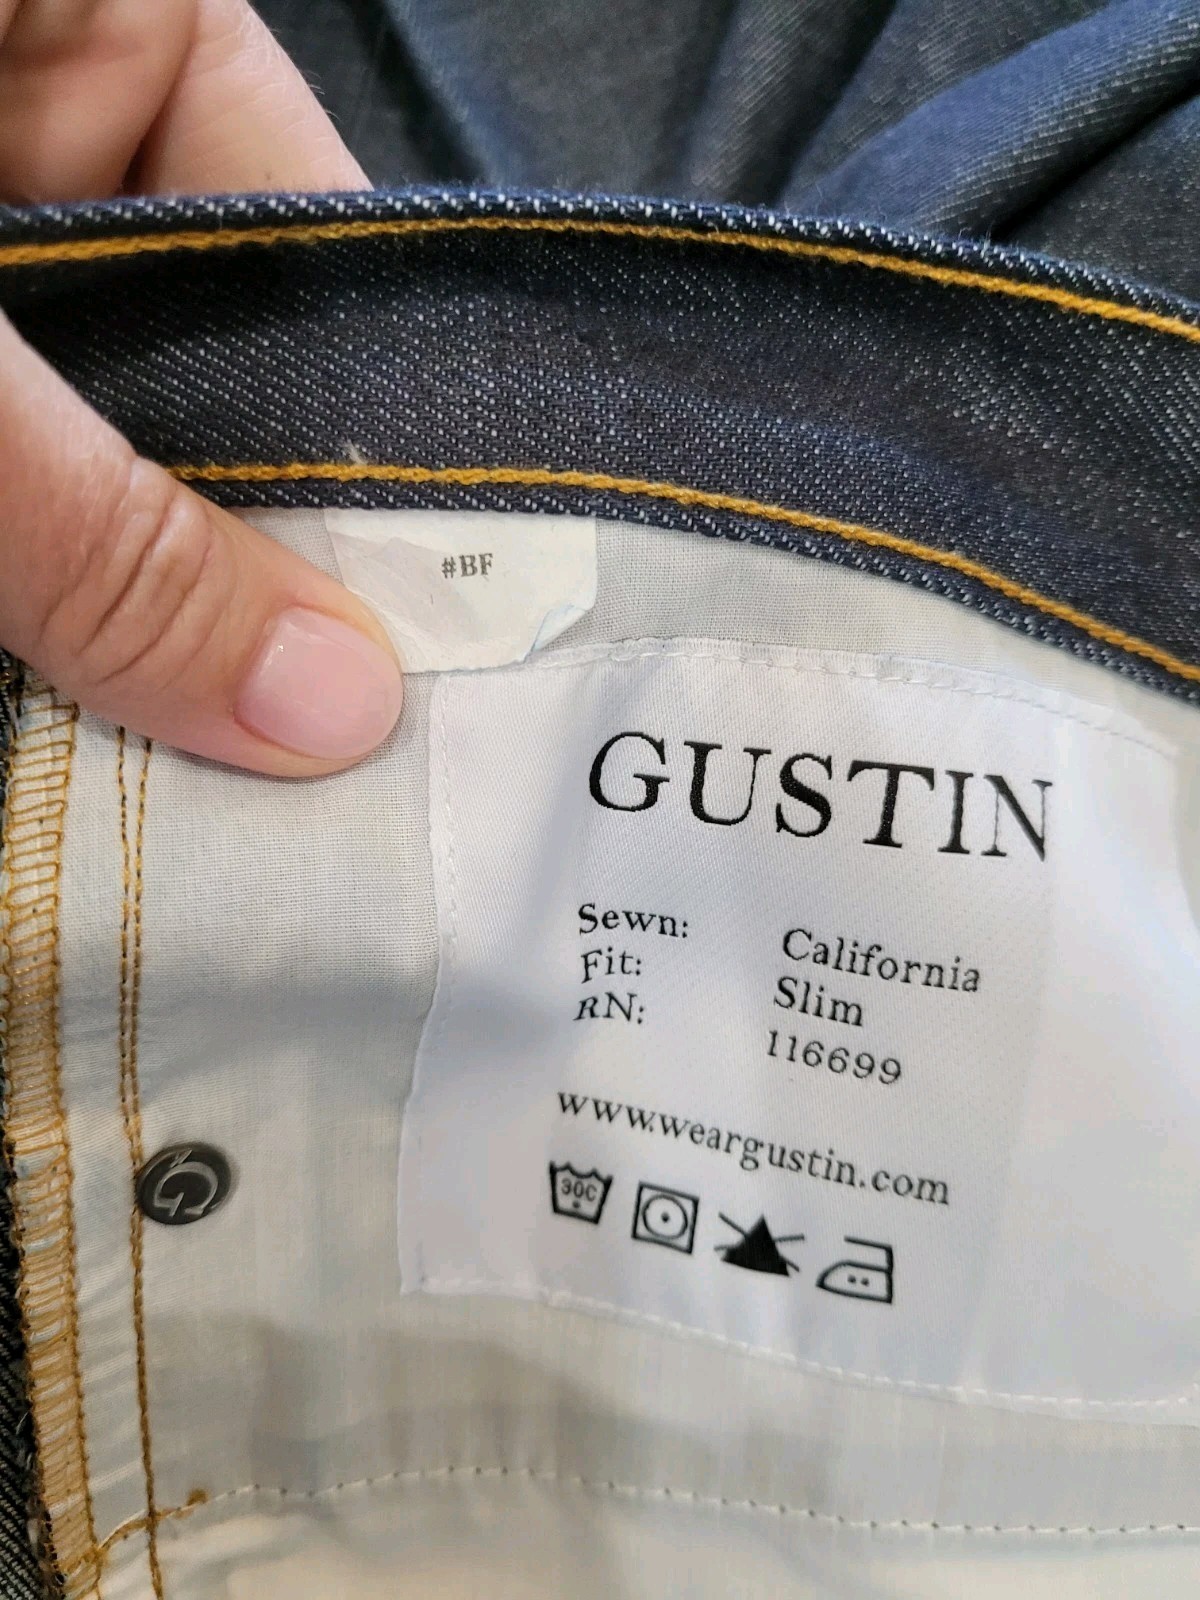 #BF
GUSTIN
Sewn: California
Fit: Slim
RN: 116699
www.weargustin.com
30C
G